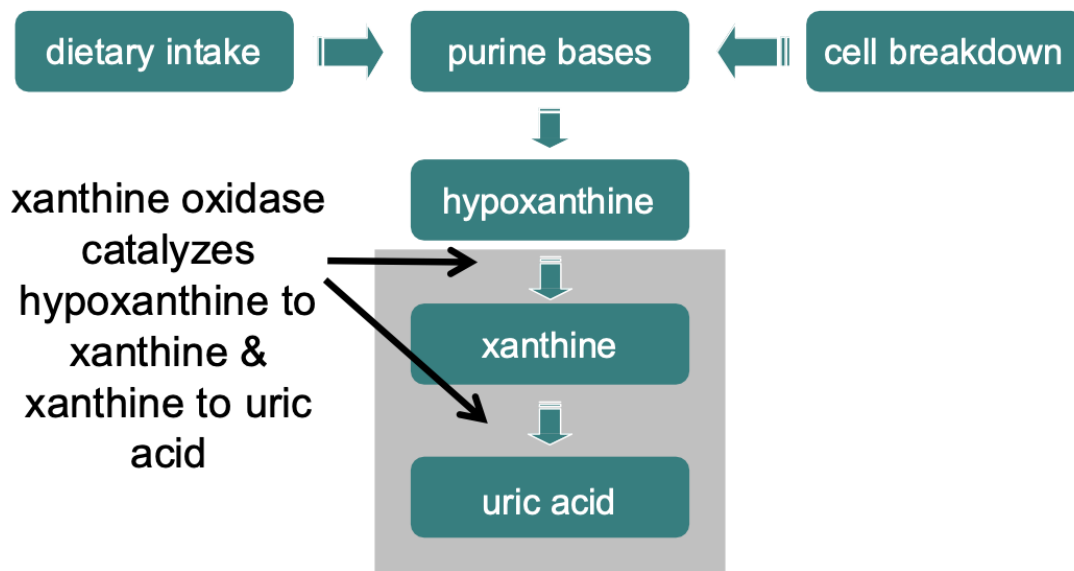 dietary intake
purine bases
cell breakdown
hypoxanthine
xanthine oxidase
catalyzes
hypoxanthine to
xanthine &
xanthine to uric
acid
xanthine
uric acid